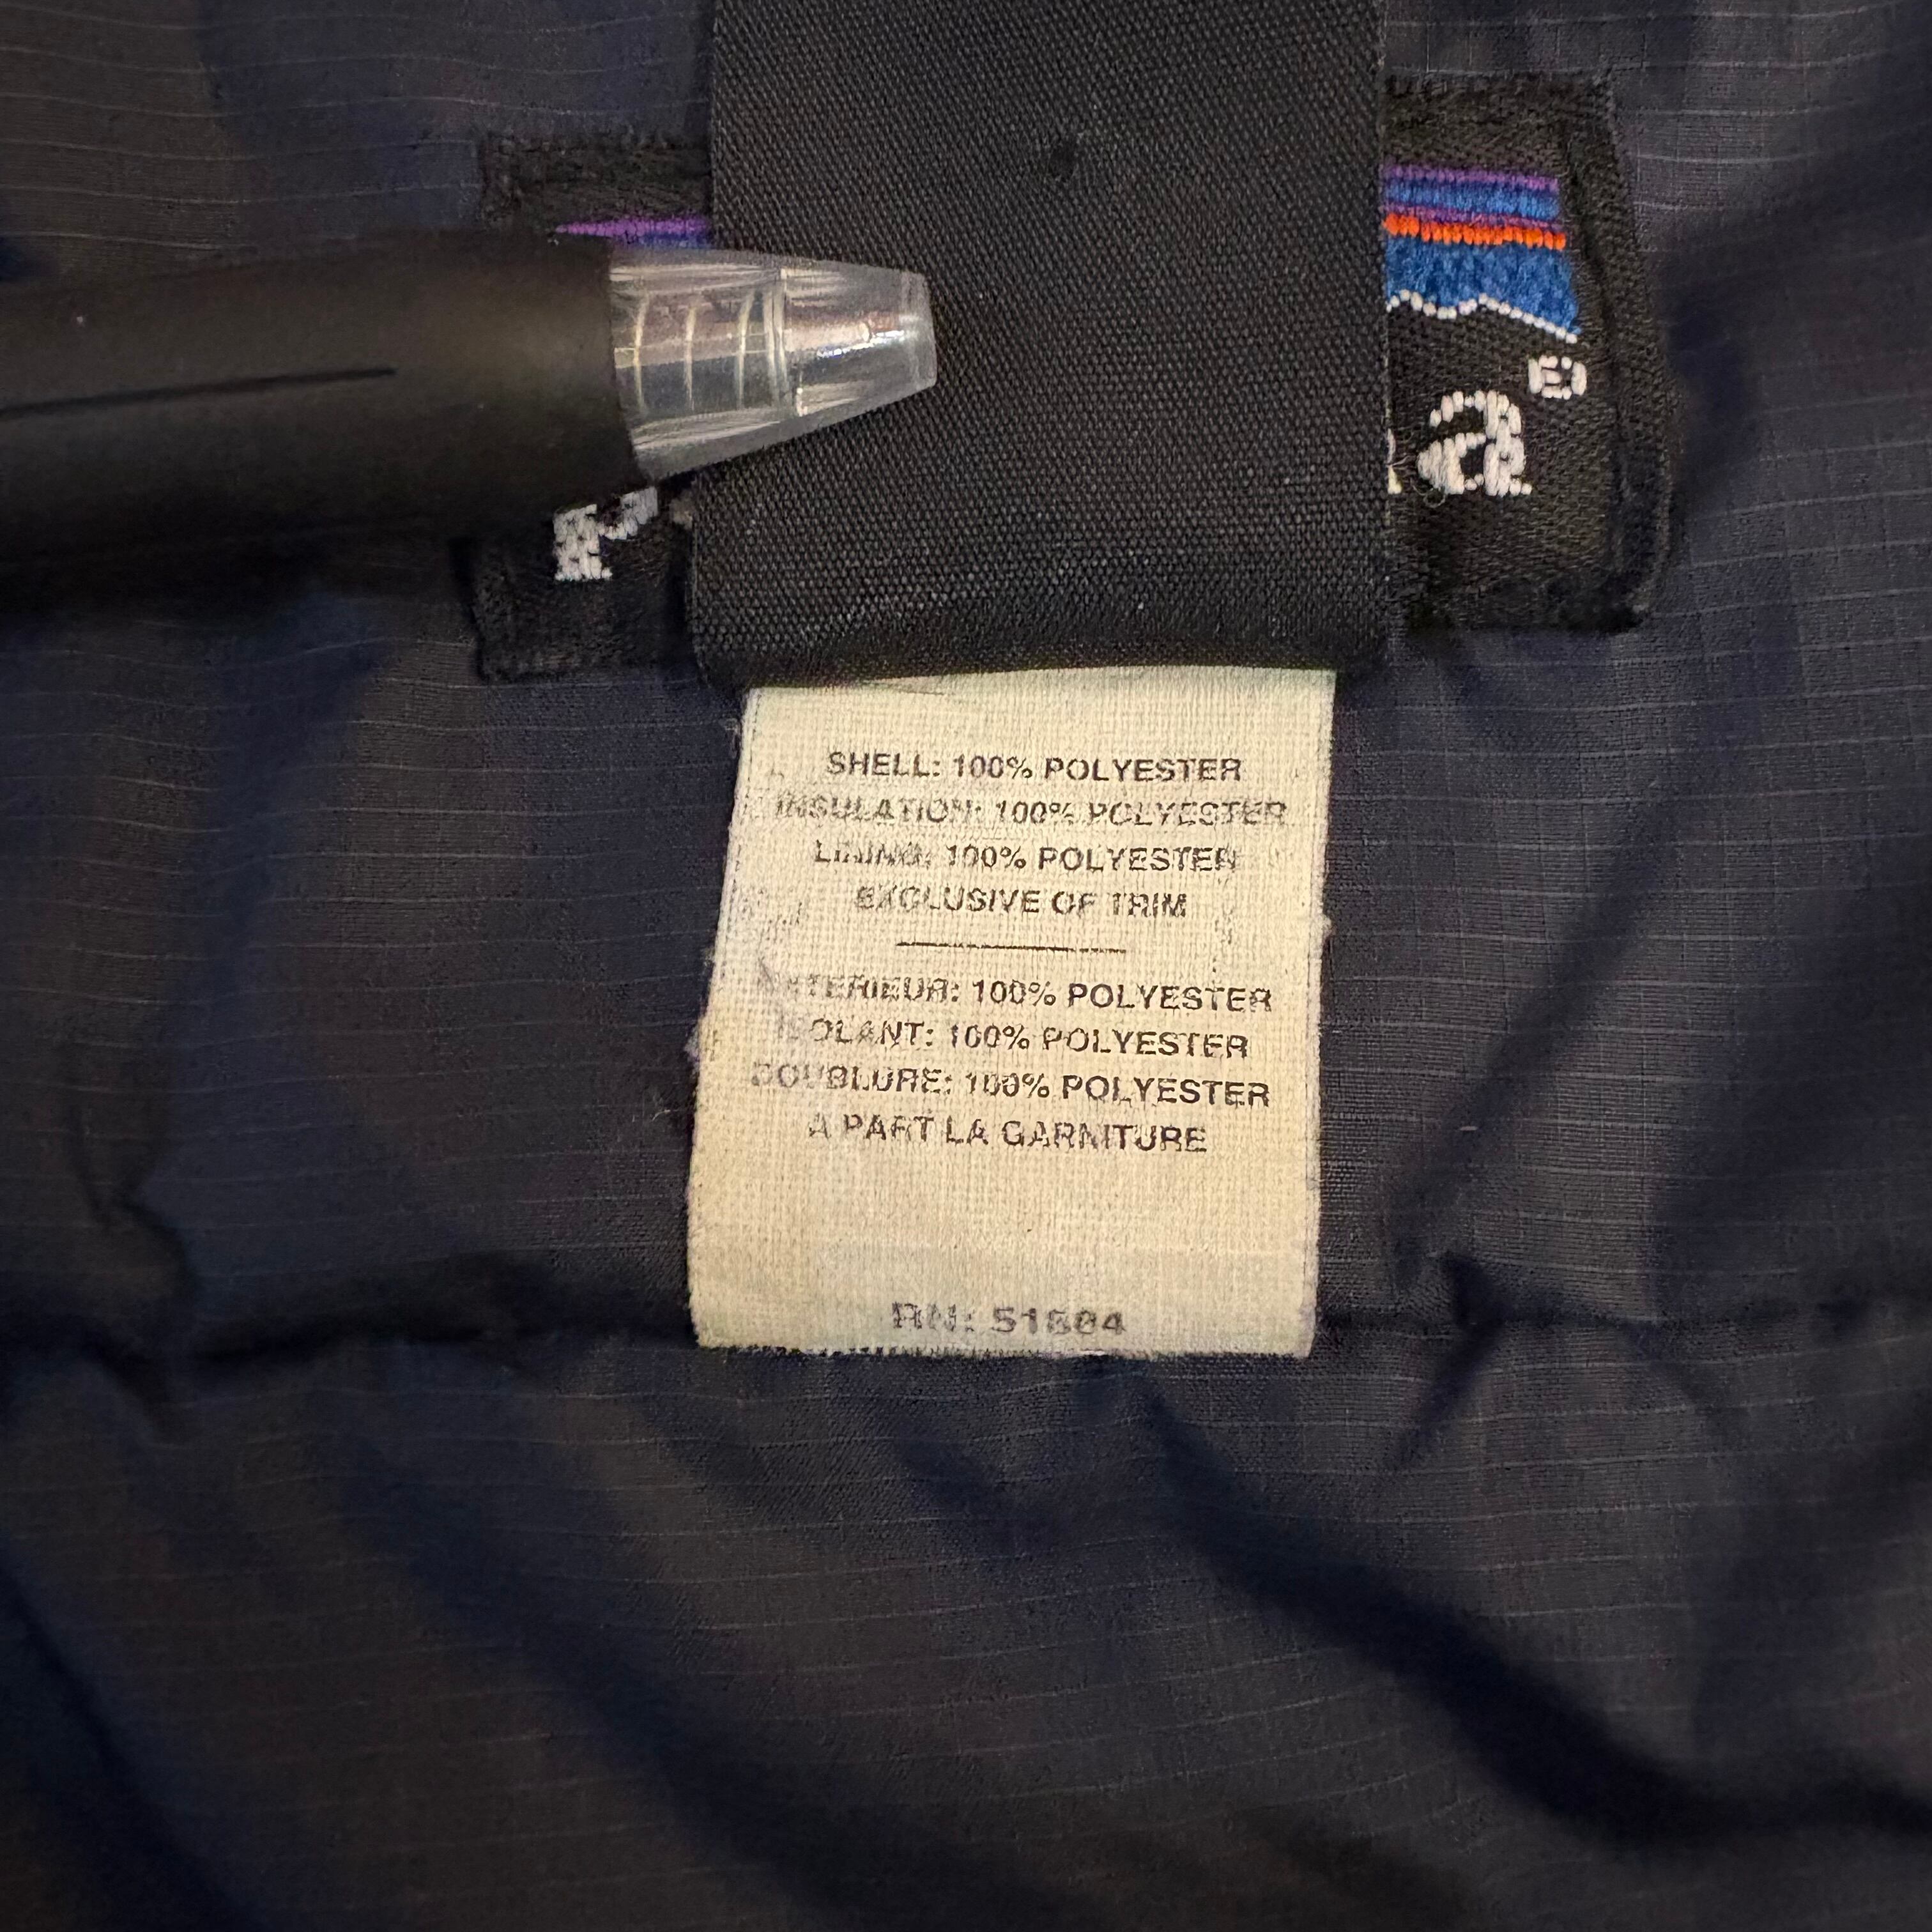 a®
SHELL: 100% POLYESTER
INSULATION: 100% POLYESTER
LINING: 100% POLYESTER
EXCLUSIVE OF TRIM
EXTERIEUR: 100% POLYESTER
ISOLANT: 100% POLYESTER
DOUBLURE: 100% POLYESTER
A PART LA GARNITURE
RN: 51884